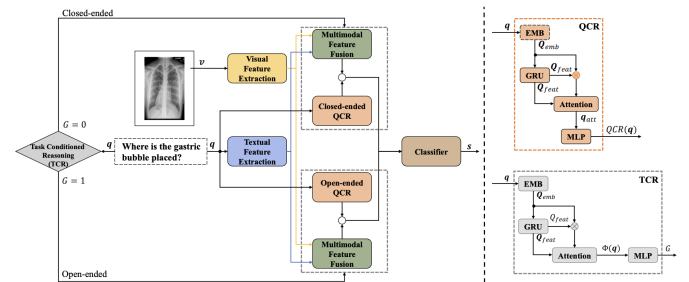 Closed-ended
v
Visual
Feature
Extraction
Multimodal
Feature
Fusion
Closed-ended
QCR
G = 0
Task Conditioned
Reasoning
(TCR)
G = 1
q
Where is the gastric
bubble placed?
q
Textual
Feature
Extraction
Classifier
s
Open-ended
QCR
Multimodal
Feature
Fusion
Open-ended
QCR
q
EMB
Q_emb
GRU
Q_feat
Q_feat
Attention
q_att
MLP
QCR(q)
TCR
q
EMB
Q_emb
GRU
Q_feat
Q_feat
Attention
Φ(q)
MLP
G